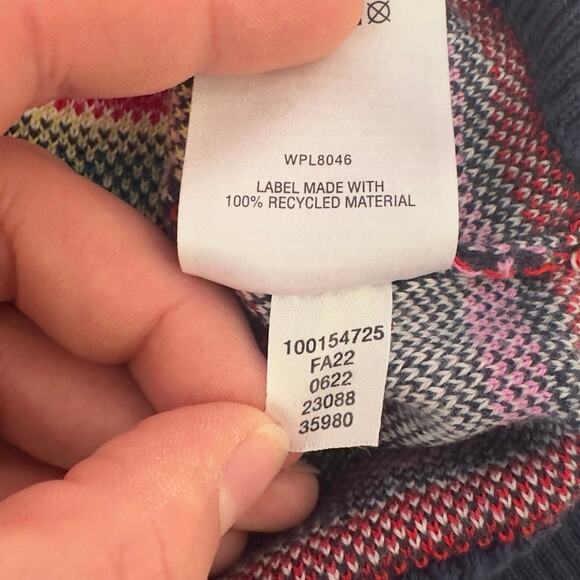 WPL8046
LABEL MADE WITH
100% RECYCLED MATERIAL
100154725
FA22
0622
23088
35980